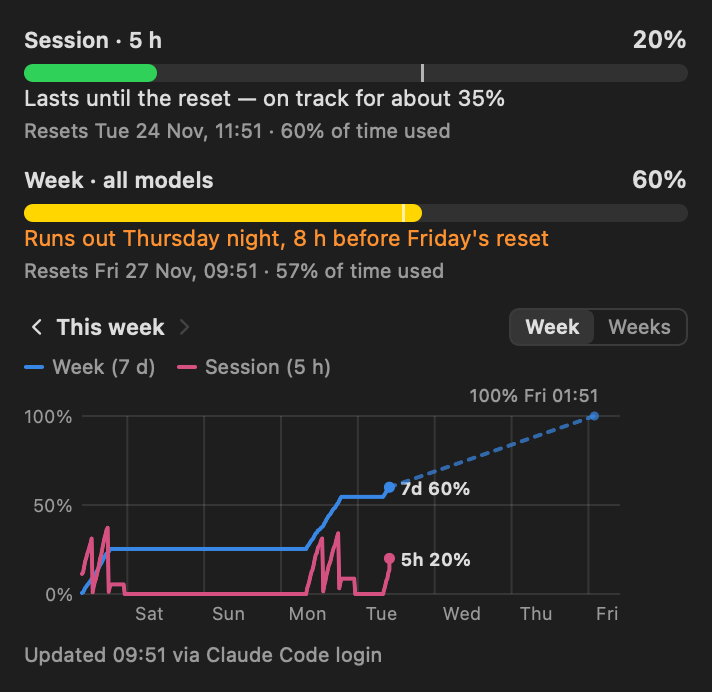 Session · 5 h 20%
Lasts until the reset — on track for about 35%
Resets Tue 24 Nov, 11:51 · 60% of time used
Week · all models 60%
Runs out Thursday night, 8 h before Friday's reset
Resets Fri 27 Nov, 09:51 · 57% of time used
This week Week Weeks
Week (7 d) Session (5 h)
100% Fri 01:51
100%
7d 60%
50%
5h 20%
0%
Sat Sun Mon Tue Wed Thu Fri
Updated 09:51 via Claude Code login